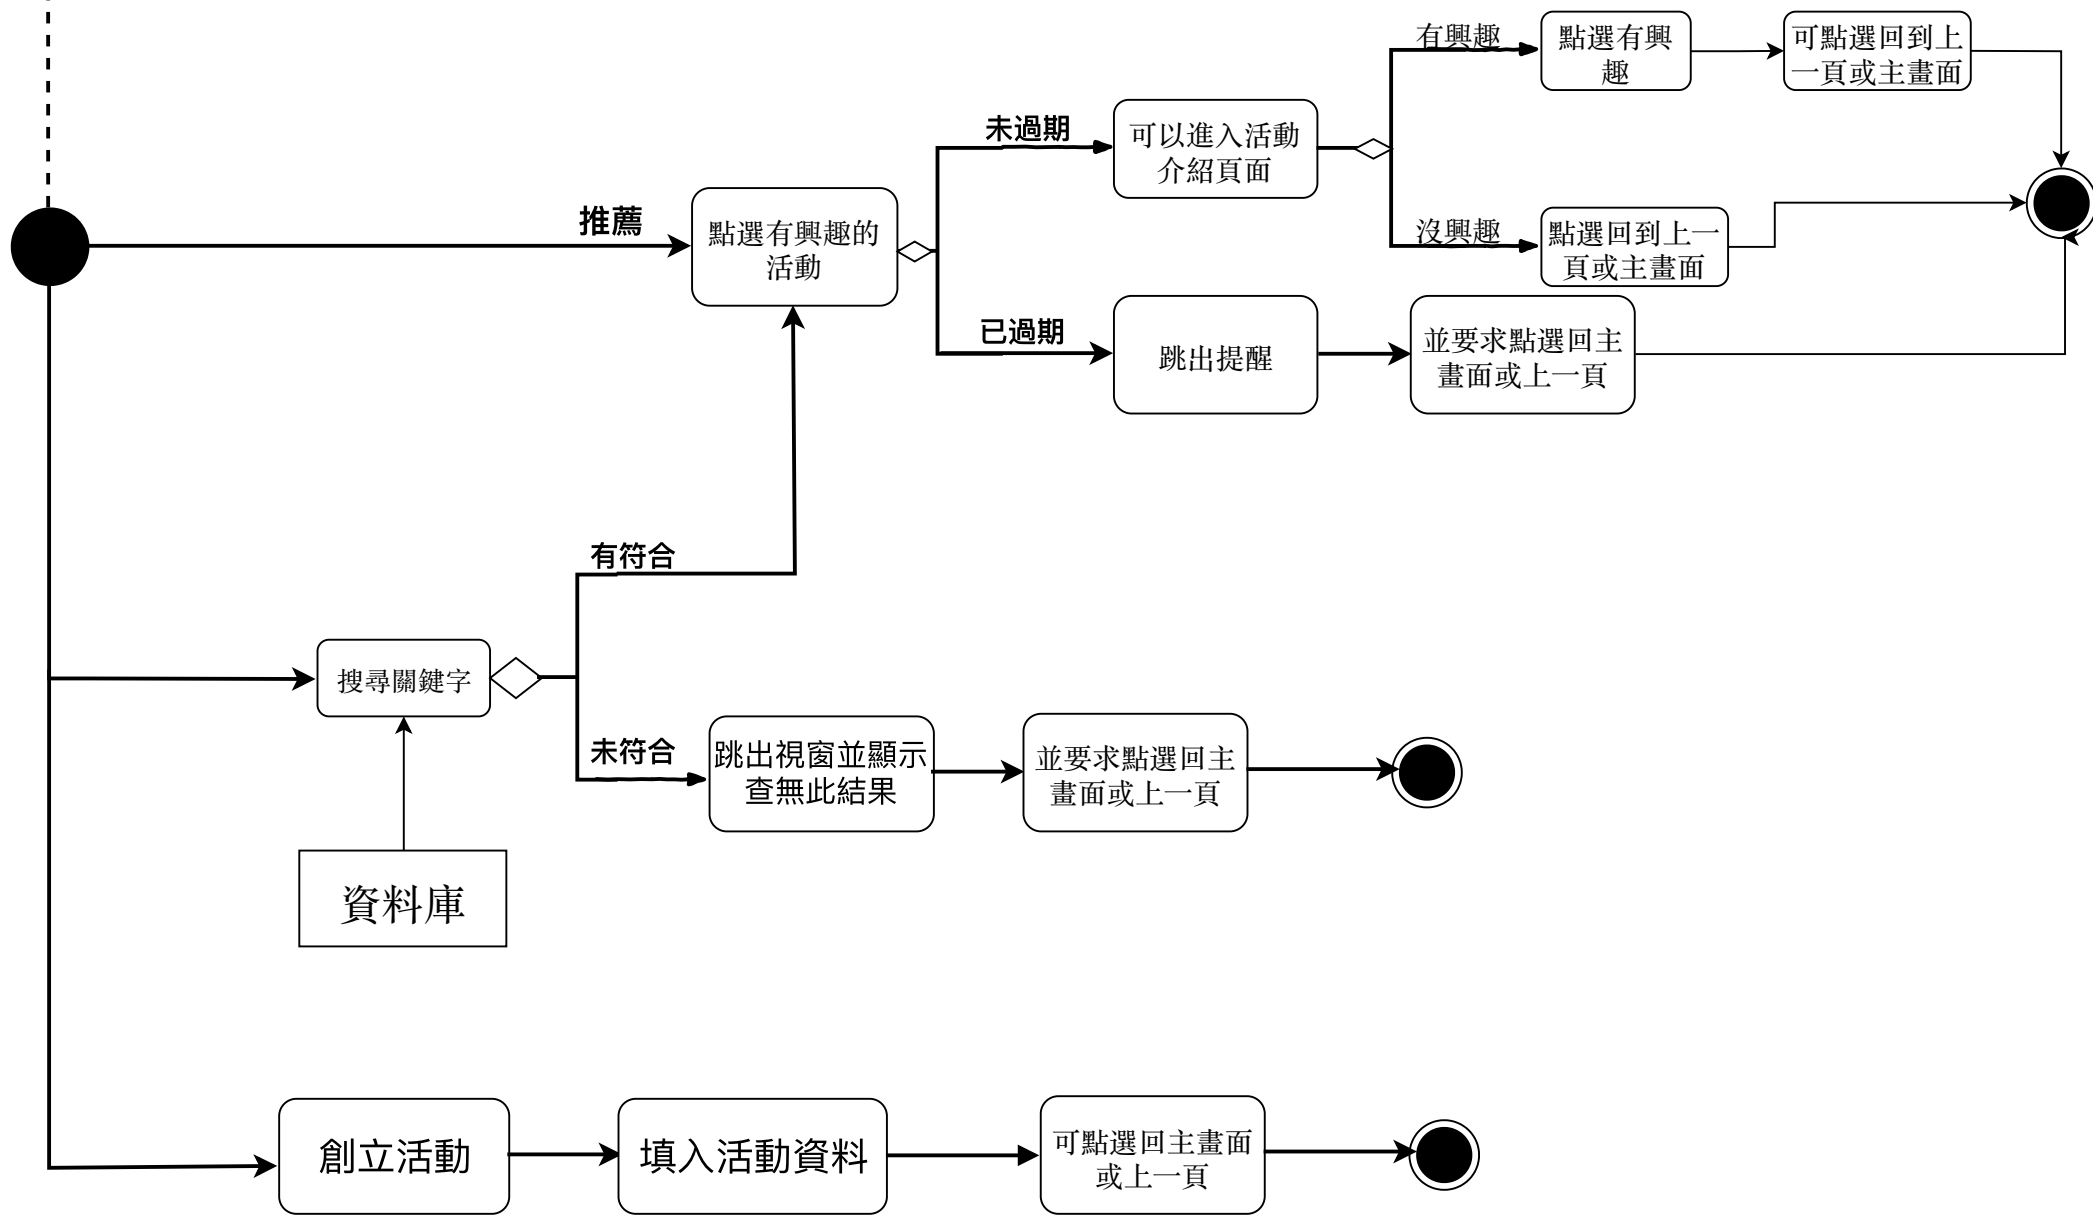 有興趣
點選有興
趣
可點選回到上
一頁或主畫面
未過期
可以進入活動
介紹頁面
推薦
點選有興趣的
活動
沒興趣
點選回到上一
頁或主畫面
已過期
跳出提醒
並要求點選回主
畫面或上一頁
有符合
搜尋關鍵字
未符合
跳出視窗並顯示
查無此結果
並要求點選回主
畫面或上一頁
資料庫
創立活動
填入活動資料
可點選回主畫面
或上一頁